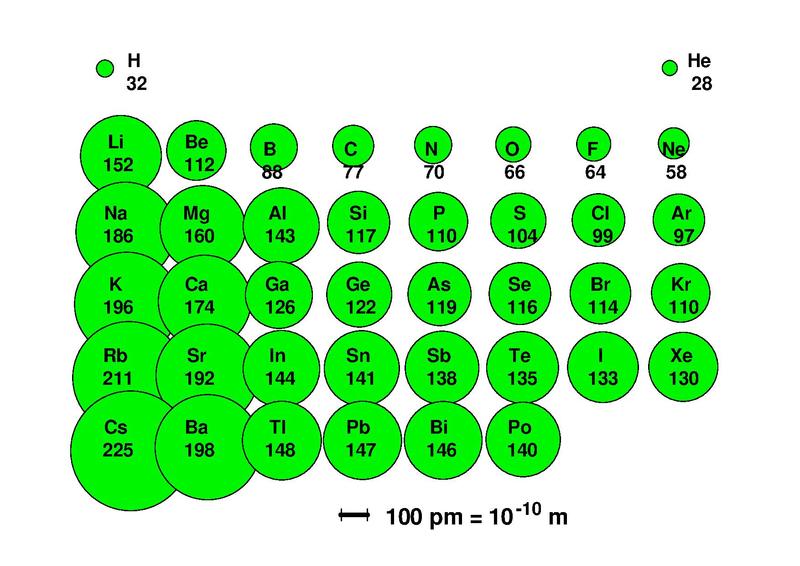 H He
32 28
Li Be B C N O F Ne
152 112 88 77 70 66 64 58
Na Mg Al Si P S Cl Ar
186 160 143 117 110 104 99 97
K Ca Ga Ge As Se Br Kr
196 174 126 122 119 116 114 110
Rb Sr In Sn Sb Te I Xe
211 192 144 141 138 135 133 130
Cs Ba Tl Pb Bi Po
225 198 148 147 146 140
100 pm = 10⁻¹⁰ m